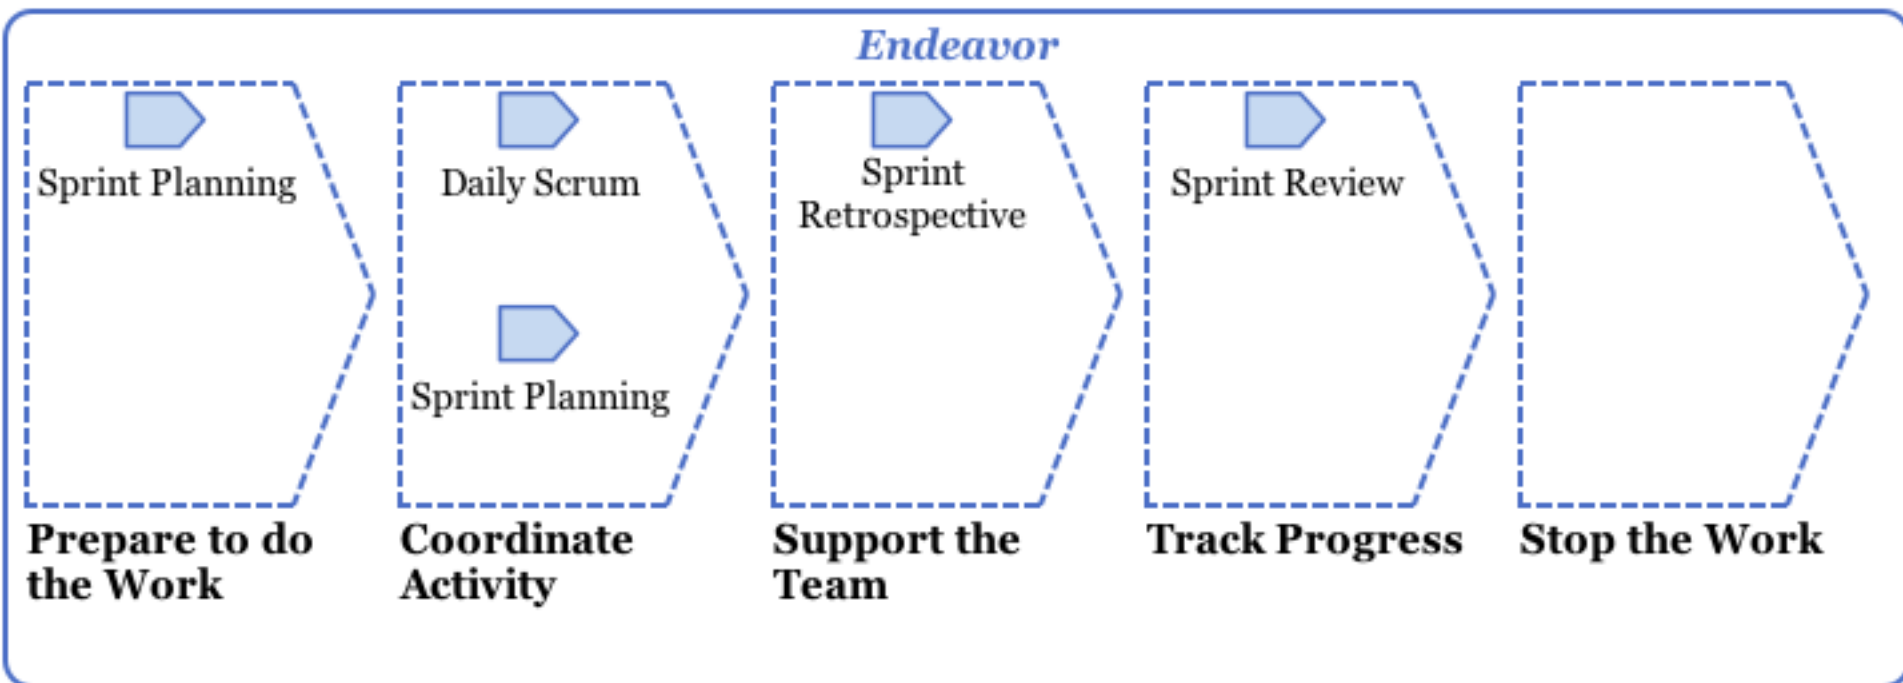 Endeavor
Sprint Planning
Daily Scrum
Sprint
Retrospective
Sprint Review
Sprint Planning
Prepare to do
the Work
Coordinate
Activity
Support the
Team
Track Progress
Stop the Work